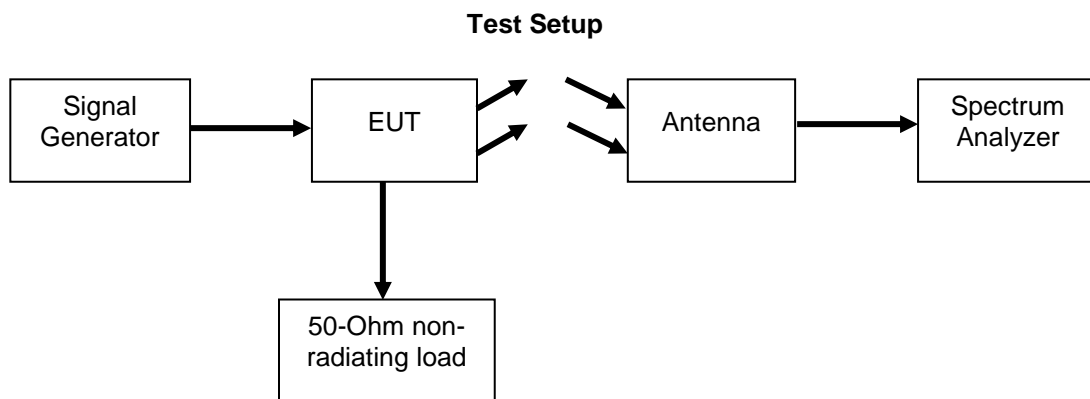 Test Setup
Signal
Generator
EUT
Antenna
Spectrum
Analyzer
50-Ohm non-
radiating load